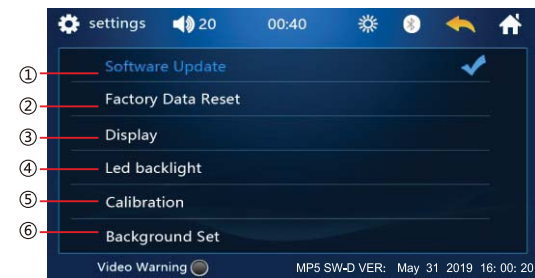 settings 20 00:40
① Software Update
② Factory Data Reset
③ Display
④ Led backlight
⑤ Calibration
⑥ Background Set
Video Warning MP5 SW-D VER: May 31 2019 16: 00: 20